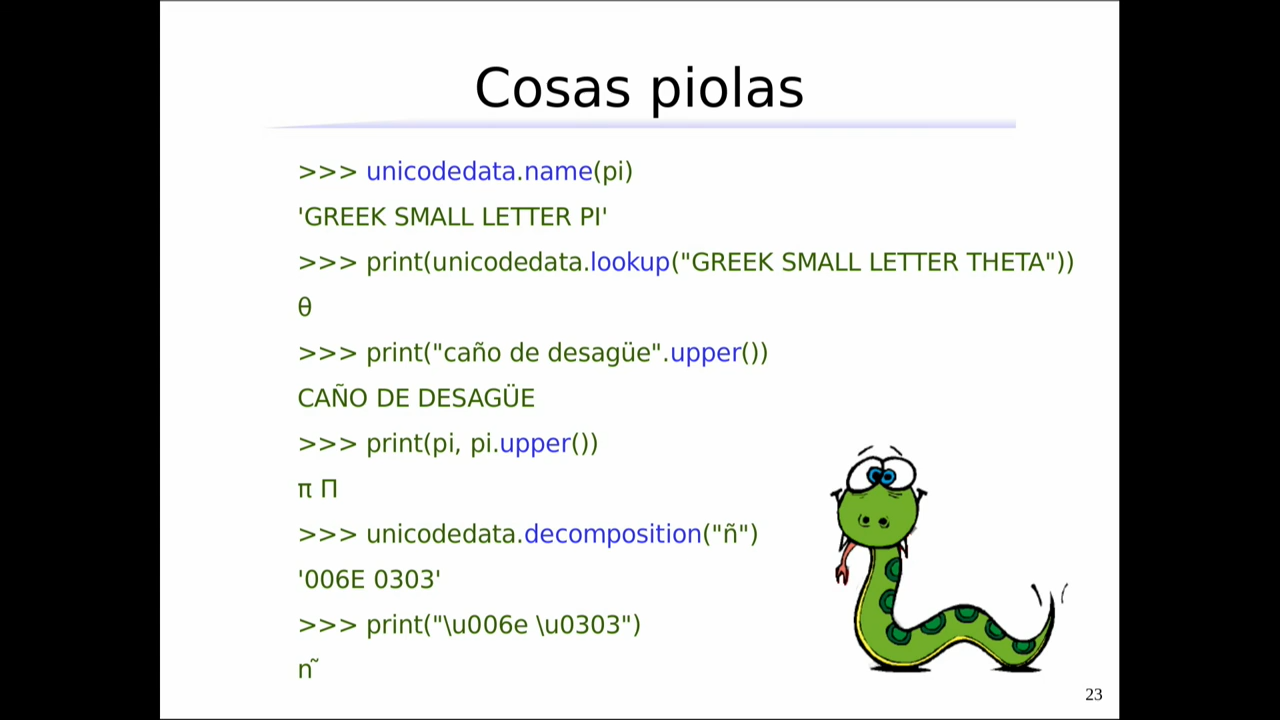 Cosas piolas
>>> unicodedata.name(pi)
'GREEK SMALL LETTER PI'
>>> print(unicodedata.lookup("GREEK SMALL LETTER THETA"))
θ
>>> print("caño de desagüe".upper())
CAÑO DE DESAGÜE
>>> print(pi, pi.upper())
π Π
>>> unicodedata.decomposition("ñ")
'006E 0303'
>>> print("\u006e \u0303")
n ̃
23